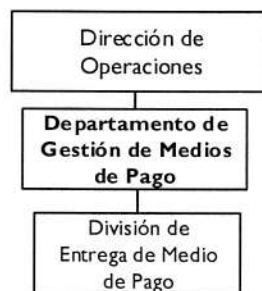 Dirección de
Operaciones
Departamento de
Gestión de Medios
de Pago
División de
Entrega de Medio
de Pago